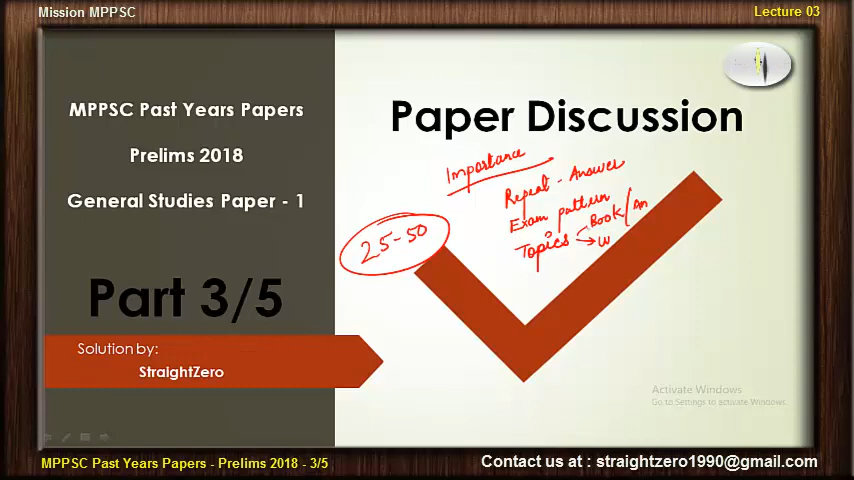 Mission MPPSC
Lecture 03
MPPSC Past Years Papers
Prelims 2018
General Studies Paper - 1
Part 3/5
Solution by:
StraightZero
Paper Discussion
Importance
Repeat - Answer
Exam pattern
Topics Book/An
W
25-50
Activate Windows
Go to Settings to activate Windows.
MPPSC Past Years Papers - Prelims 2018 - 3/5
Contact us at : straightzero1990@gmail.com